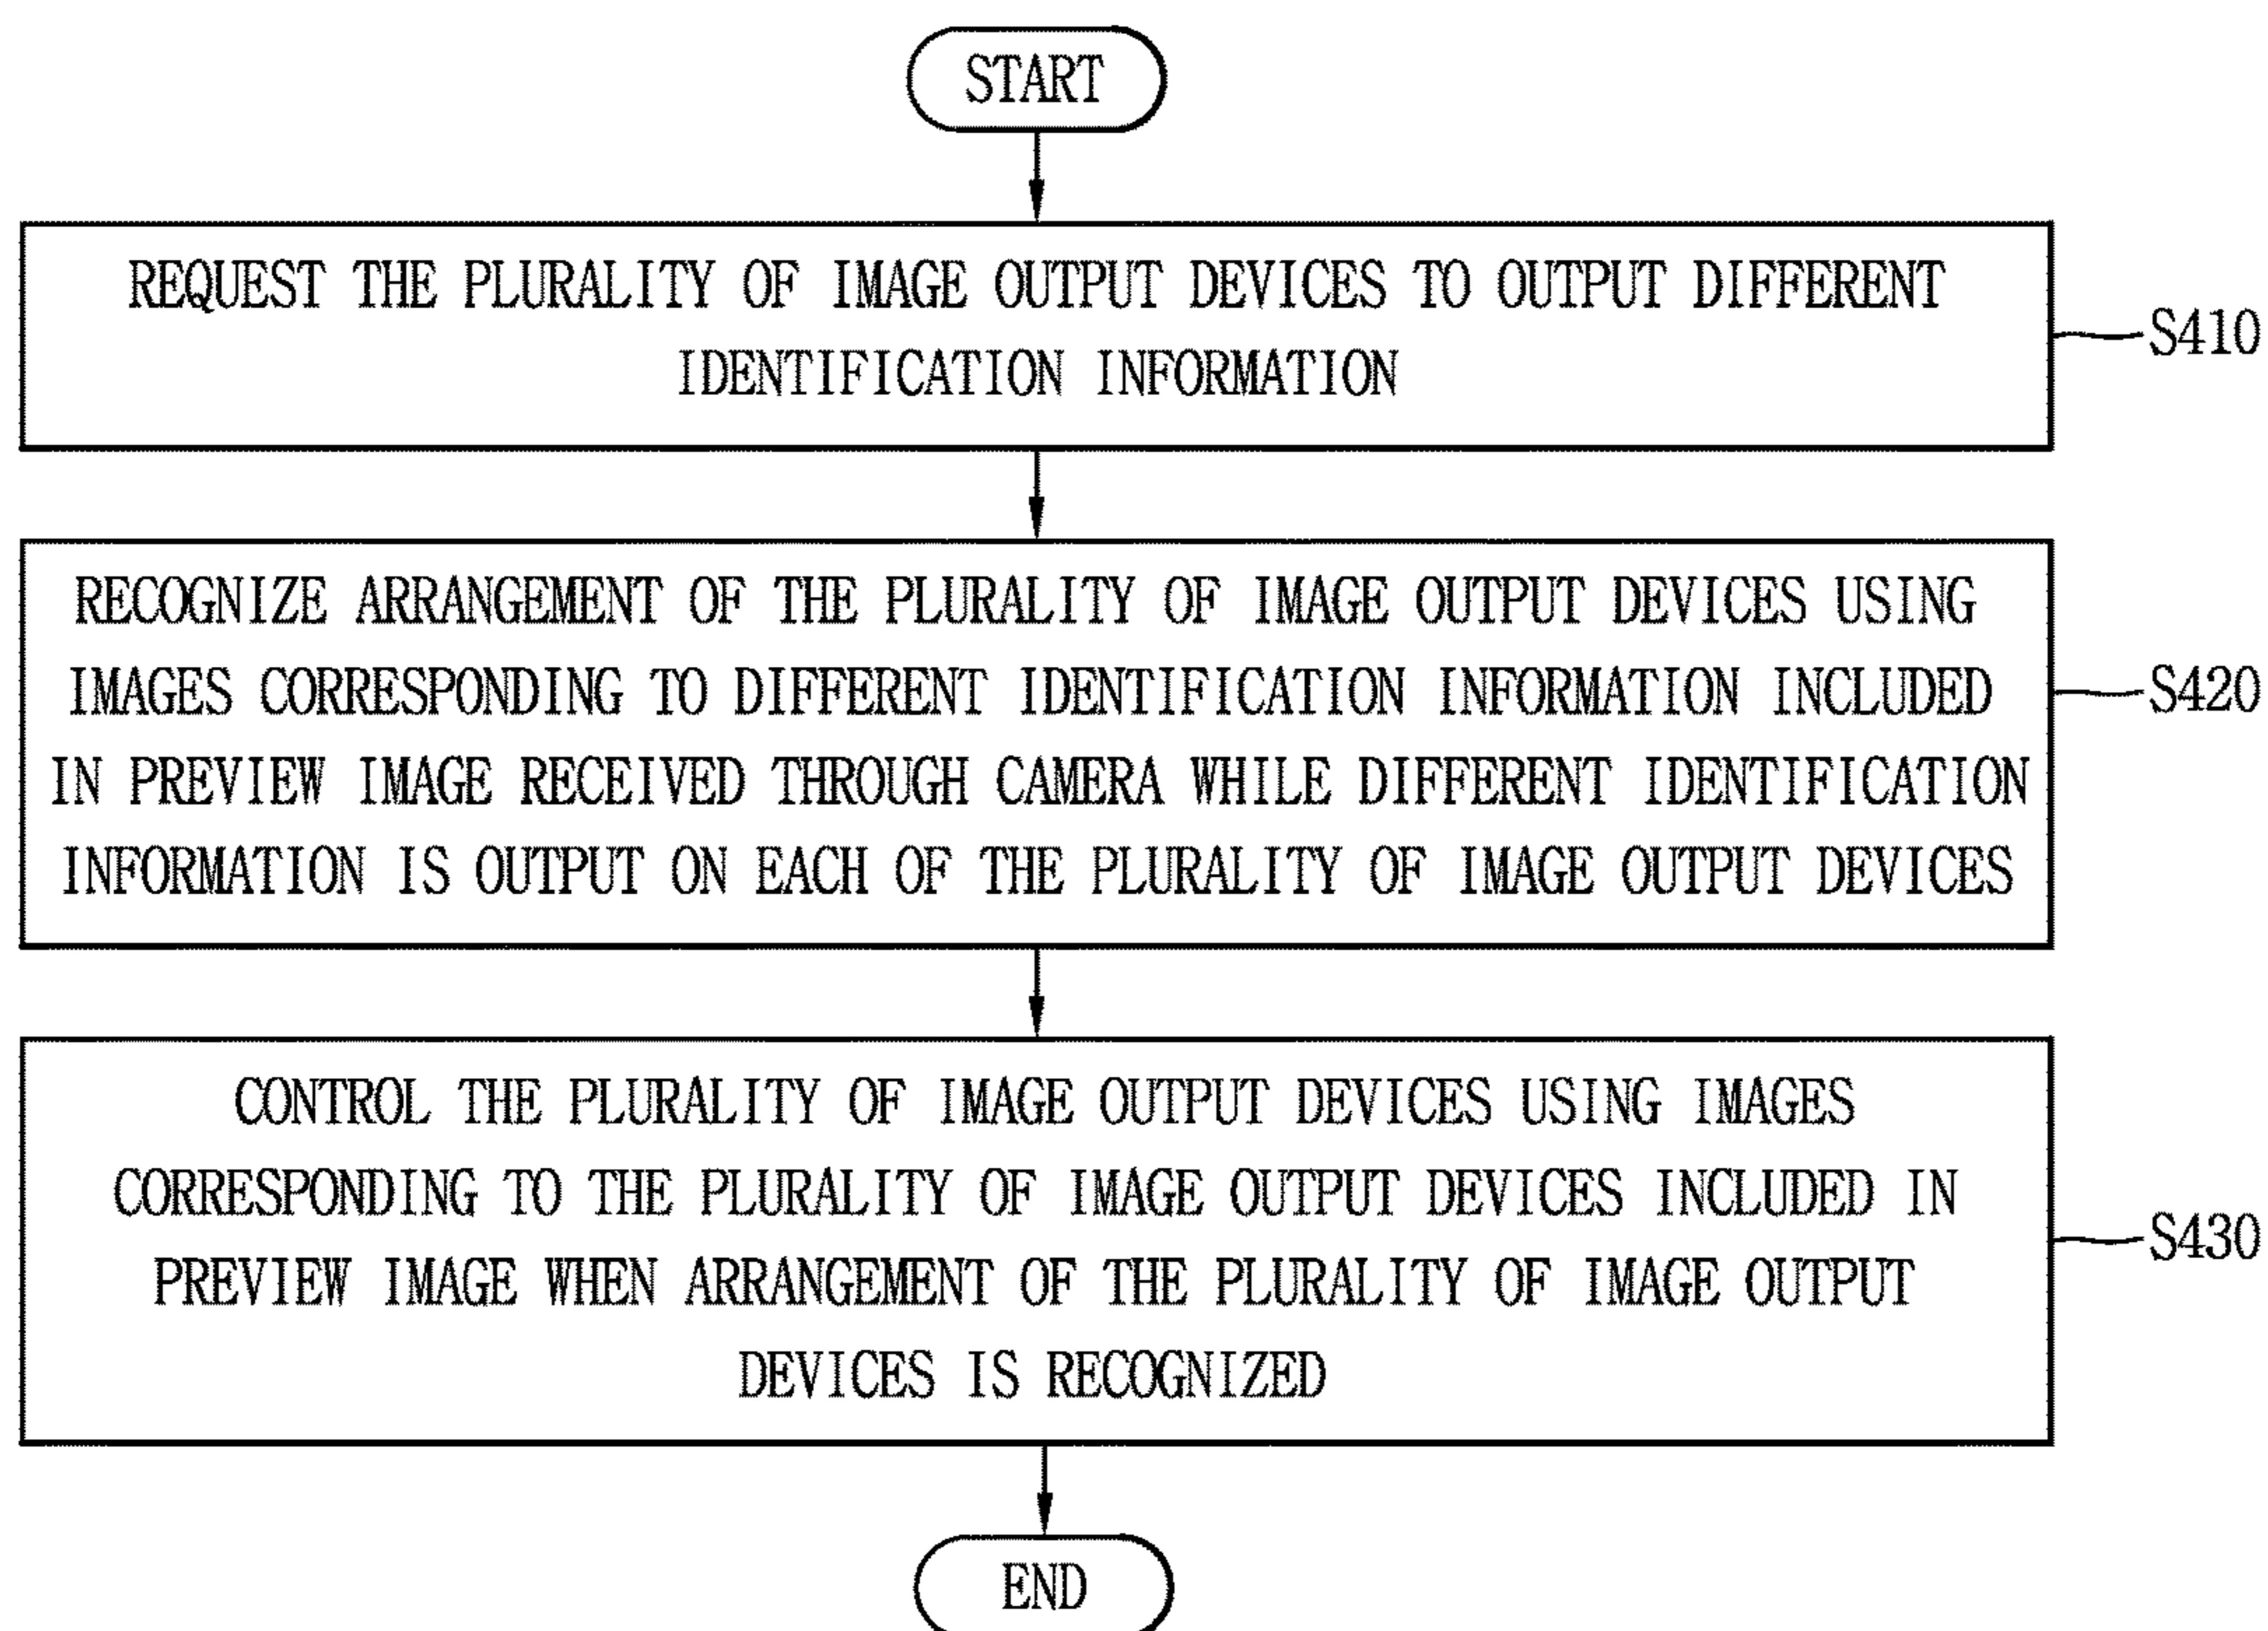 START
REQUEST THE PLURALITY OF IMAGE OUTPUT DEVICES TO OUTPUT DIFFERENT
IDENTIFICATION INFORMATION
S410
RECOGNIZE ARRANGEMENT OF THE PLURALITY OF IMAGE OUTPUT DEVICES USING
IMAGES CORRESPONDING TO DIFFERENT IDENTIFICATION INFORMATION INCLUDED
IN PREVIEW IMAGE RECEIVED THROUGH CAMERA WHILE DIFFERENT IDENTIFICATION
INFORMATION IS OUTPUT ON EACH OF THE PLURALITY OF IMAGE OUTPUT DEVICES
S420
CONTROL THE PLURALITY OF IMAGE OUTPUT DEVICES USING IMAGES
CORRESPONDING TO THE PLURALITY OF IMAGE OUTPUT DEVICES INCLUDED IN
PREVIEW IMAGE WHEN ARRANGEMENT OF THE PLURALITY OF IMAGE OUTPUT
DEVICES IS RECOGNIZED
S430
END